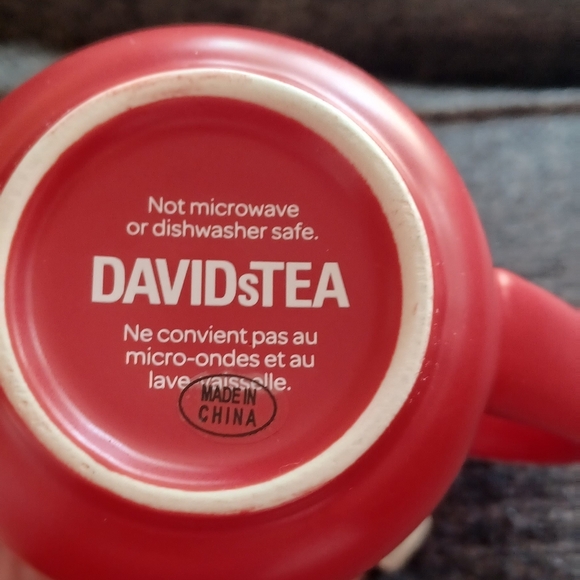 Not microwave
or dishwasher safe.
DAVIDsTEA
Ne convient pas au
micro-ondes et au
lave-vaisselle.
MADE IN
CHINA